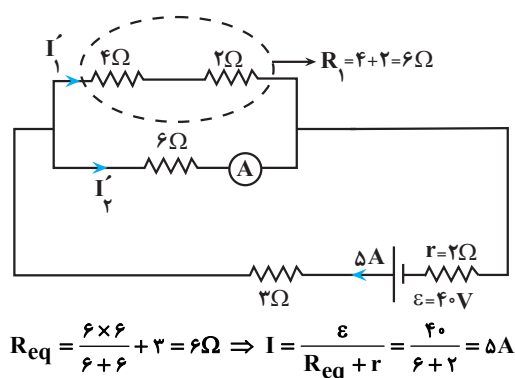 I′۱
۴Ω
۲Ω
R۱=۴+۲=۶Ω
۶Ω
A
I′۲
۵A
r=۲Ω
۳Ω
ε=۴۰V
Req = (۶×۶)/(۶+۶) + ۳ = ۶Ω ⇒ I = ε/(Req + r) = ۴۰/(۶+۲) = ۵A